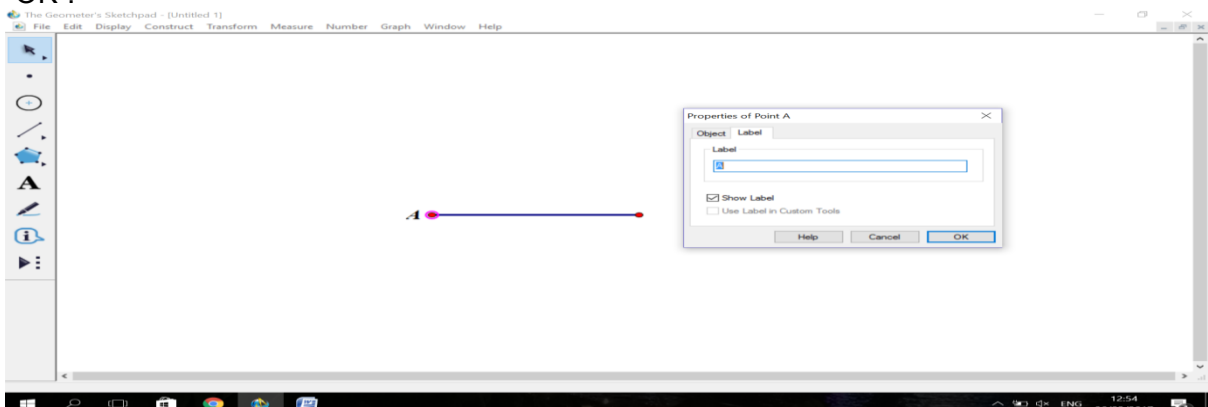 The Geometer's Sketchpad - [Untitled 1]
File Edit Display Construct Transform Measure Number Graph Window Help
A
Properties of Point A
Object Label
Label
A
Show Label
Use Label in Custom Tools
Help Cancel OK
A
ENG
12:54